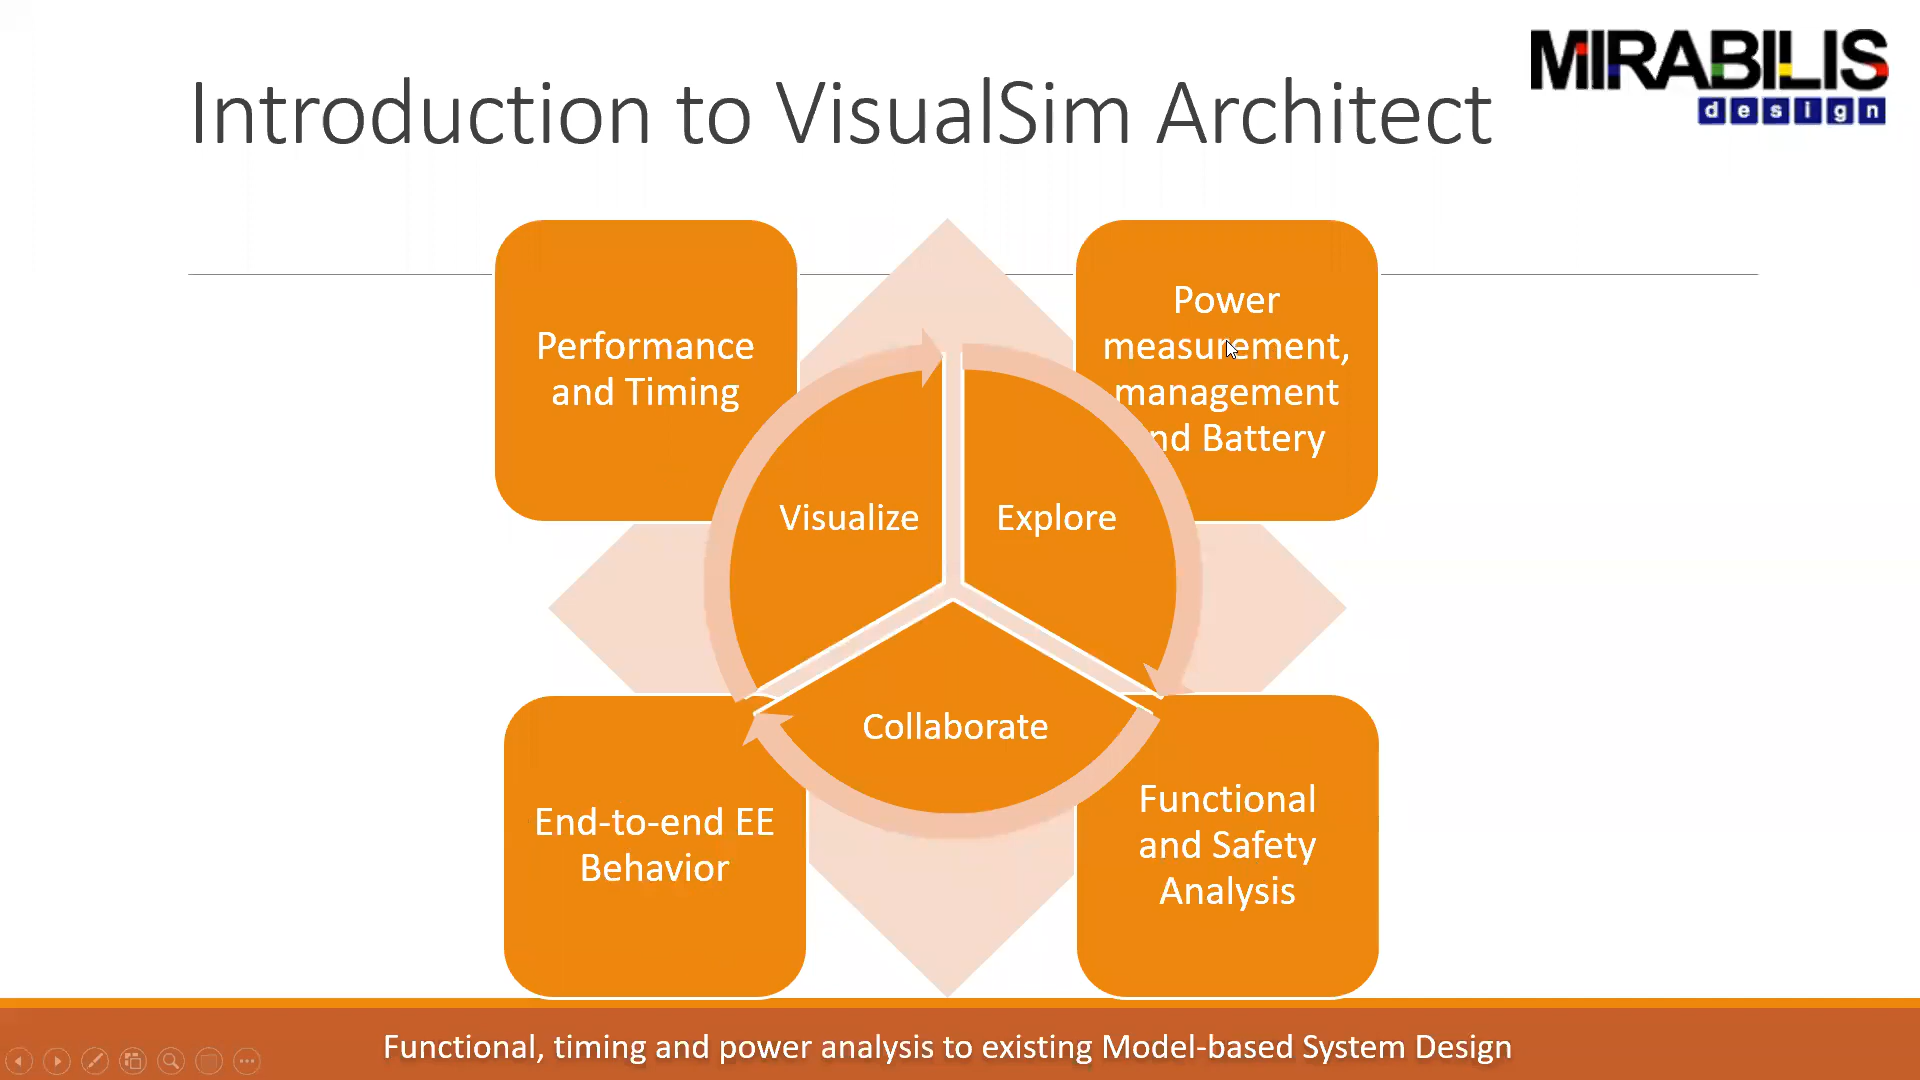 Introduction to VisualSim Architect
MIRABILIS
design
Performance
and Timing
Power
measurement,
management
nd Battery
Visualize
Explore
Collaborate
End-to-end EE
Behavior
Functional
and Safety
Analysis
Functional, timing and power analysis to existing Model-based System Design